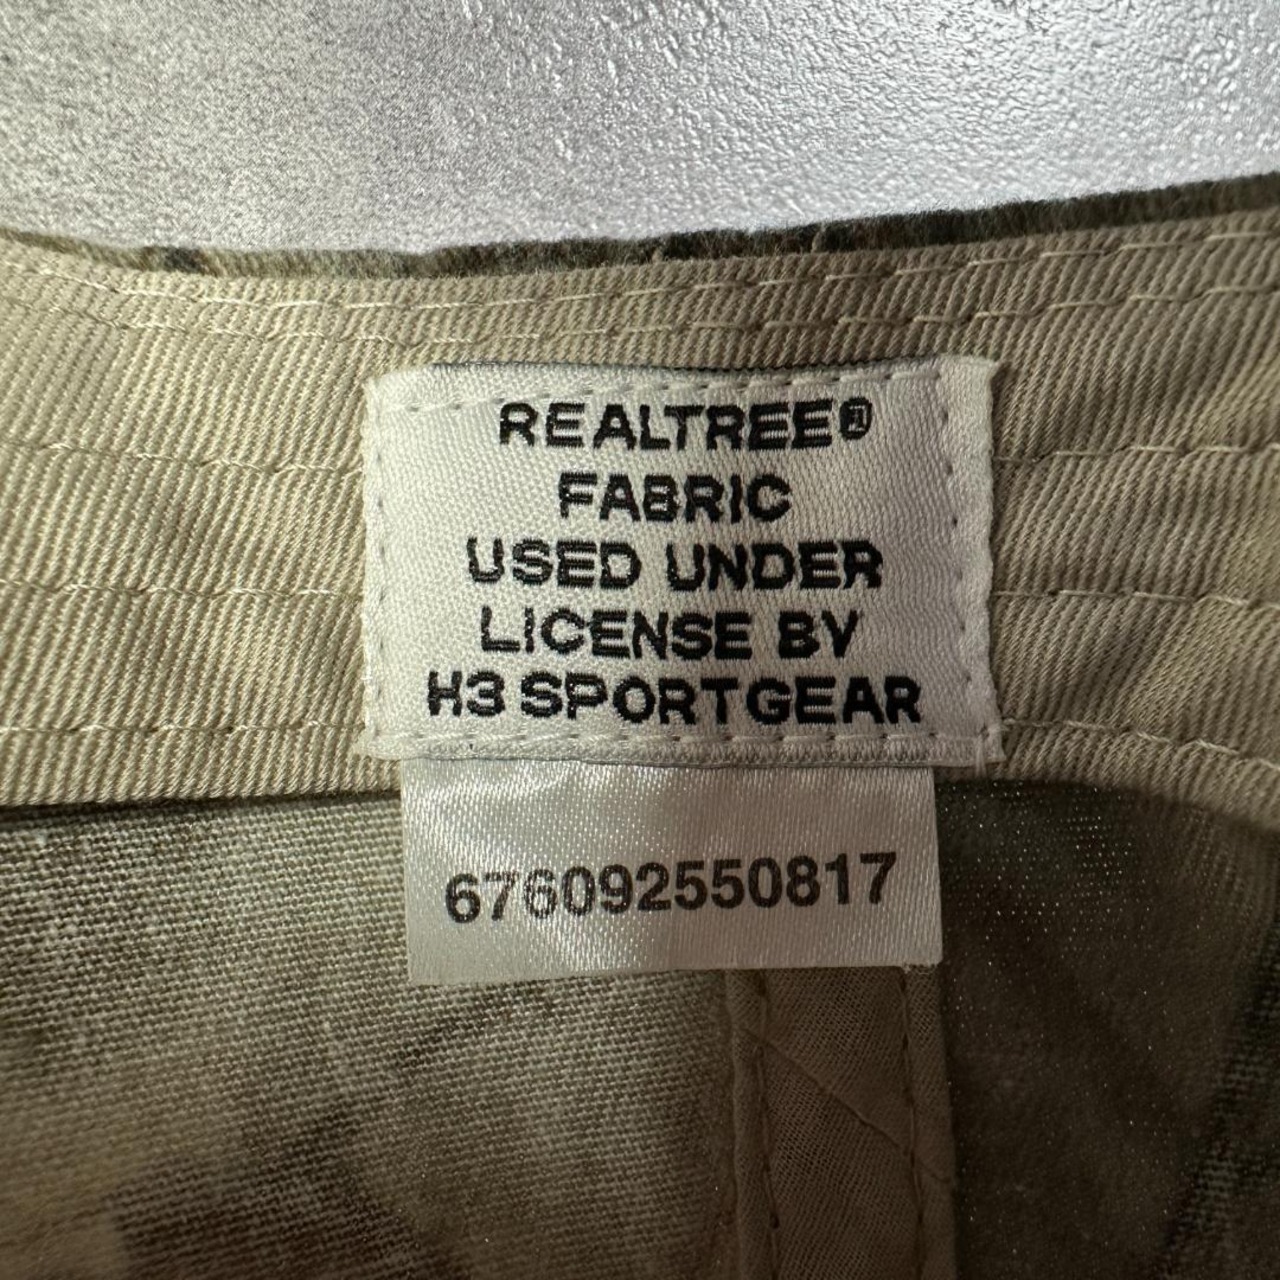 REALTREE®
FABRIC
USED UNDER
LICENSE BY
H3 SPORTGEAR
676092550817